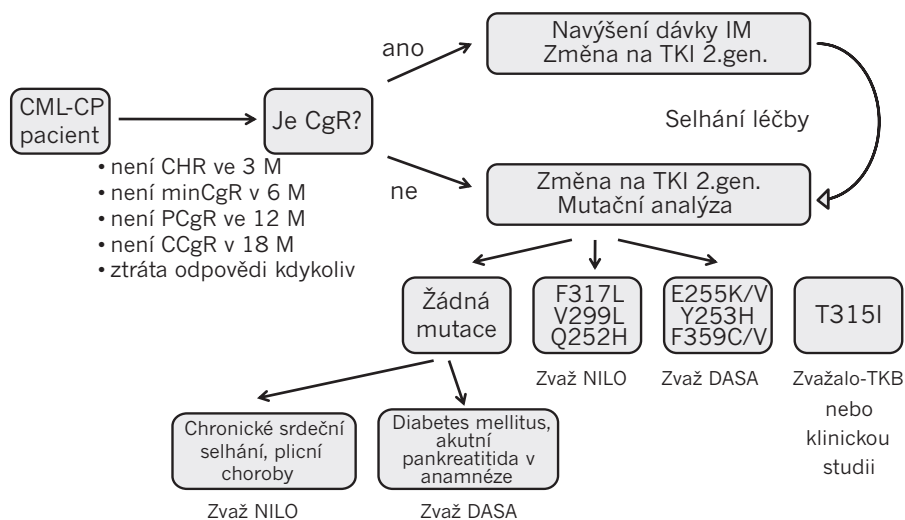 ano
Navýšení dávky IM
Změna na TKI 2.gen.
CML-CP
pacient
Je CgR?
Selhání léčby
• není CHR ve 3 M
• není minCgR v 6 M
• není PCgR ve 12 M
• není CCgR v 18 M
• ztráta odpovědi kdykoliv
ne
Změna na TKI 2.gen.
Mutační analýza
Žádná
mutace
F317L
V299L
Q252H
E255K/V
Y253H
F359C/V
T315I
Zvaž NILO
Zvaž DASA
Zvažalo-TKB
nebo
klinickou
studii
Chronické srdeční
selhání, plicní
choroby
Diabetes mellitus,
akutní
pankreatitida v
anamnéze
Zvaž NILO
Zvaž DASA